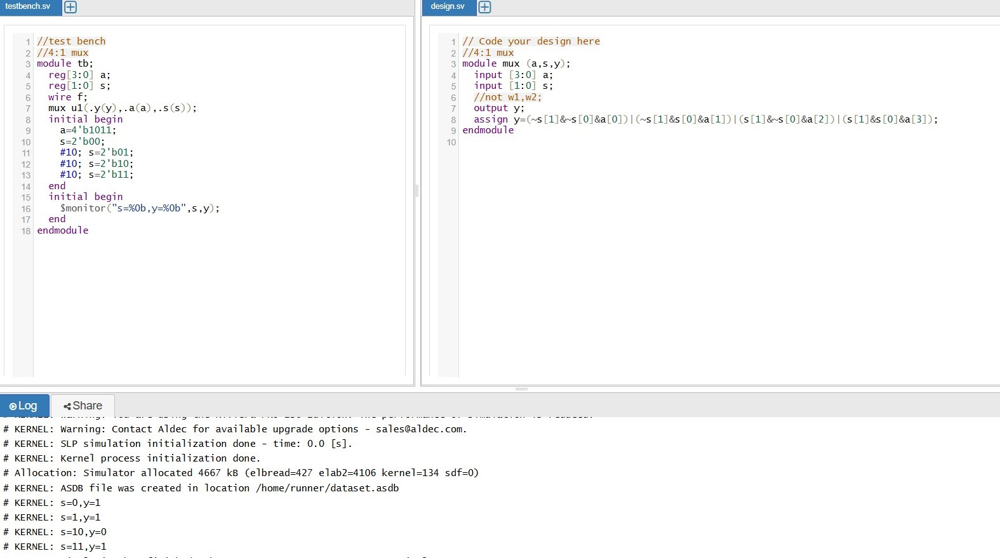 testbench.sv
1 //test bench
2 //4:1 mux
3 module tb;
4 reg[3:0] a;
5 reg[1:0] s;
6 wire f;
7 mux u1(.y(y),.a(a),.s(s));
8 initial begin
9 a=4'b1011;
10 s=2'b00;
11 #10; s=2'b01;
12 #10; s=2'b10;
13 #10; s=2'b11;
14 end
15 initial begin
16 $monitor("s=%0b,y=%0b",s,y);
17 end
18 endmodule
design.sv
1 // Code your design here
2 //4:1 mux
3 module mux (a,s,y);
4 input [3:0] a;
5 input [1:0] s;
6 //not w1,w2;
7 output y;
8 assign y=(~s[1]&~s[0]&a[0])|(~s[1]&s[0]&a[1])|(s[1]&~s[0]&a[2])|(s[1]&s[0]&a[3]);
9 endmodule
10
Log
Share
# KERNEL: Warning: Contact Aldec for available upgrade options - sales@aldec.com.
# KERNEL: SLP simulation initialization done - time: 0.0 [s].
# KERNEL: Kernel process initialization done.
# Allocation: Simulator allocated 4667 kB (elbread=427 elab2=4106 kernel=134 sdf=0)
# KERNEL: ASDB file was created in location /home/runner/dataset.asdb
# KERNEL: s=0,y=1
# KERNEL: s=1,y=1
# KERNEL: s=10,y=0
# KERNEL: s=11,y=1